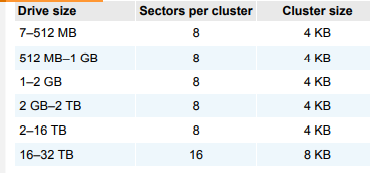 Drive size Sectors per cluster Cluster size
7–512 MB 8 4 KB
512 MB–1 GB 8 4 KB
1–2 GB 8 4 KB
2 GB–2 TB 8 4 KB
2–16 TB 8 4 KB
16–32 TB 16 8 KB